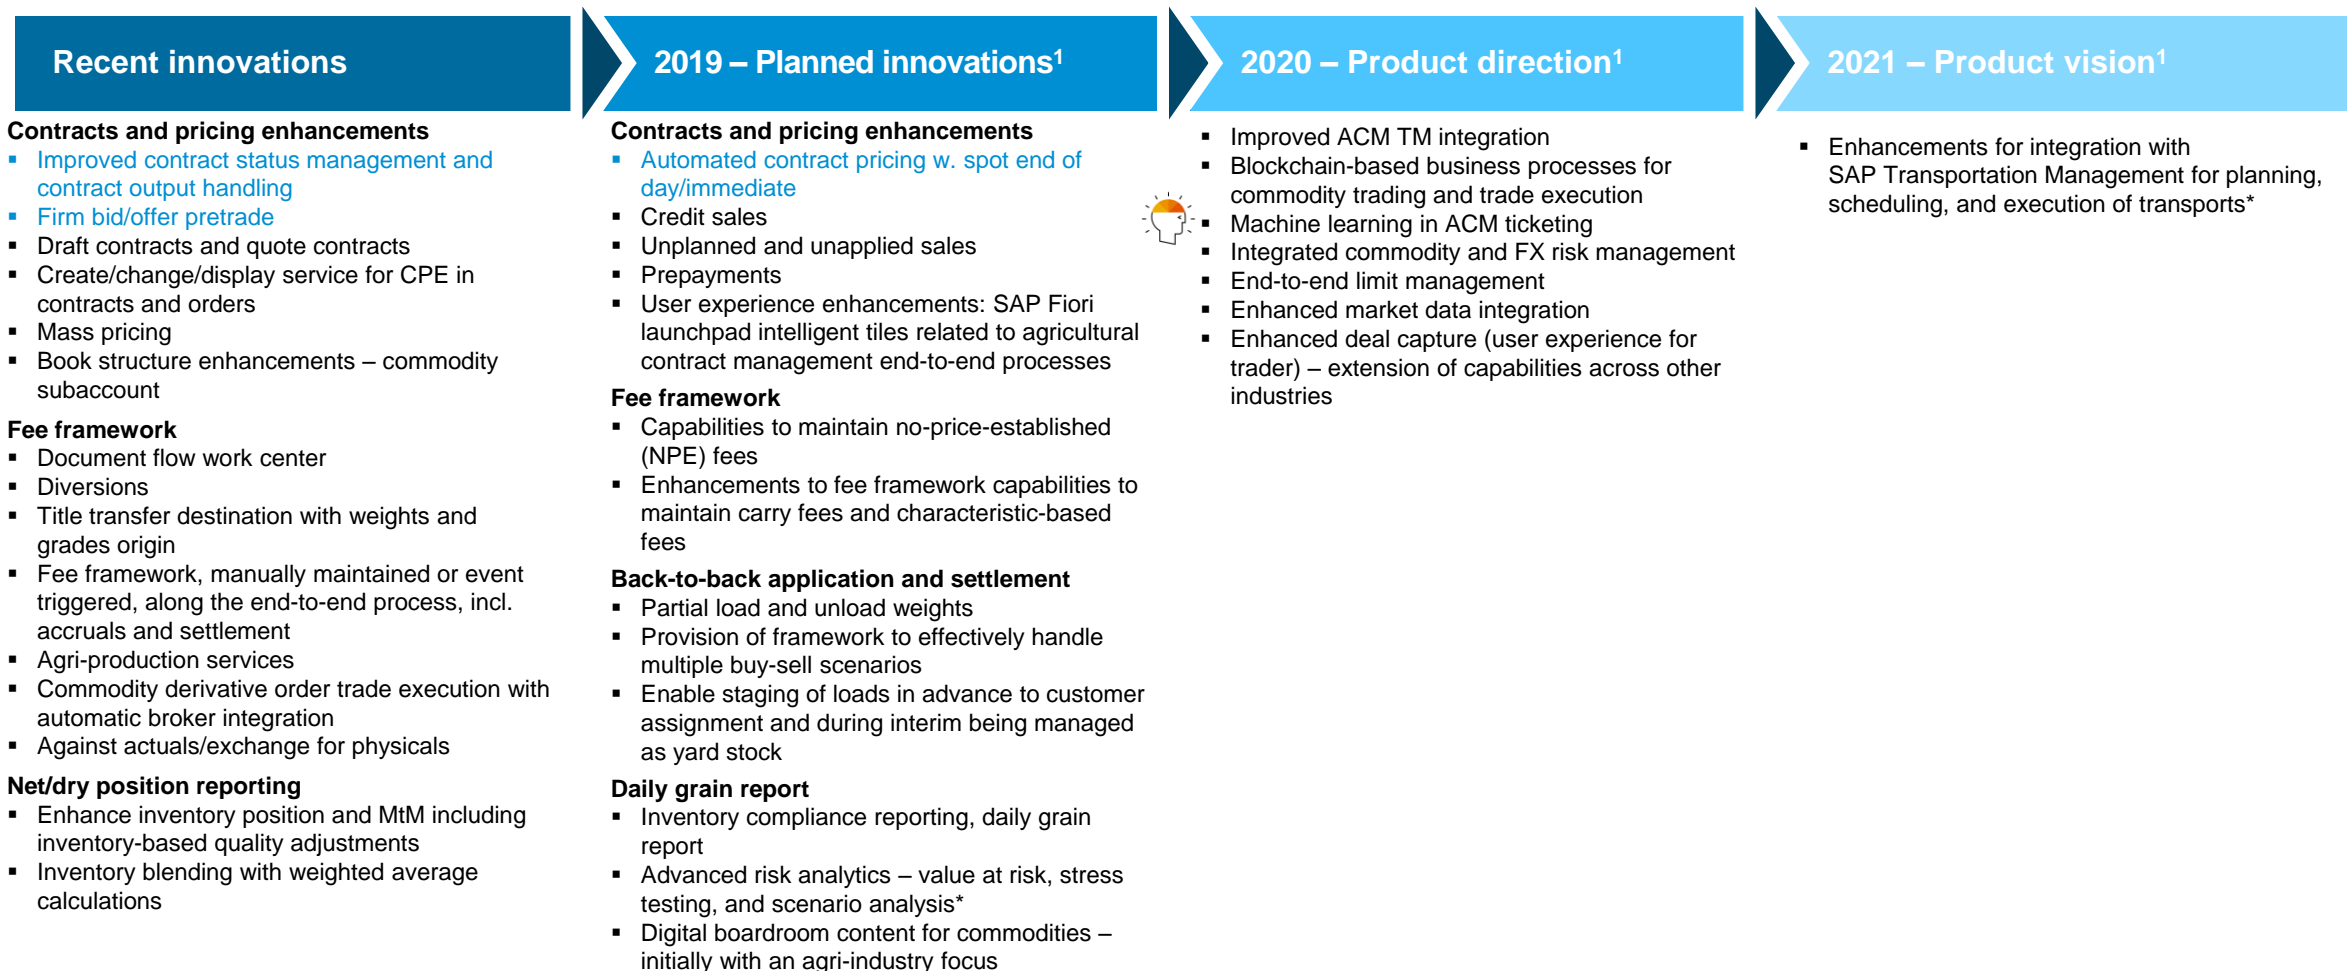 Recent innovations
2019 – Planned innovations¹
2020 – Product direction¹
2021 – Product vision¹
Contracts and pricing enhancements
▪ Improved contract status management and
contract output handling
▪ Firm bid/offer pretrade
▪ Draft contracts and quote contracts
▪ Create/change/display service for CPE in
contracts and orders
▪ Mass pricing
▪ Book structure enhancements – commodity
subaccount
Fee framework
▪ Document flow work center
▪ Diversions
▪ Title transfer destination with weights and
grades origin
▪ Fee framework, manually maintained or event
triggered, along the end-to-end process, incl.
accruals and settlement
▪ Agri-production services
▪ Commodity derivative order trade execution with
automatic broker integration
▪ Against actuals/exchange for physicals
Net/dry position reporting
▪ Enhance inventory position and MtM including
inventory-based quality adjustments
▪ Inventory blending with weighted average
calculations
Contracts and pricing enhancements
▪ Automated contract pricing w. spot end of
day/immediate
▪ Credit sales
▪ Unplanned and unapplied sales
▪ Prepayments
▪ User experience enhancements: SAP Fiori
launchpad intelligent tiles related to agricultural
contract management end-to-end processes
Fee framework
▪ Capabilities to maintain no-price-established
(NPE) fees
▪ Enhancements to fee framework capabilities to
maintain carry fees and characteristic-based
fees
Back-to-back application and settlement
▪ Partial load and unload weights
▪ Provision of framework to effectively handle
multiple buy-sell scenarios
▪ Enable staging of loads in advance to customer
assignment and during interim being managed
as yard stock
Daily grain report
▪ Inventory compliance reporting, daily grain
report
▪ Advanced risk analytics – value at risk, stress
testing, and scenario analysis*
▪ Digital boardroom content for commodities –
initially with an agri-industry focus
▪ Improved ACM TM integration
▪ Blockchain-based business processes for
commodity trading and trade execution
▪ Machine learning in ACM ticketing
▪ Integrated commodity and FX risk management
▪ End-to-end limit management
▪ Enhanced market data integration
▪ Enhanced deal capture (user experience for
trader) – extension of capabilities across other
industries
▪ Enhancements for integration with
SAP Transportation Management for planning,
scheduling, and execution of transports*